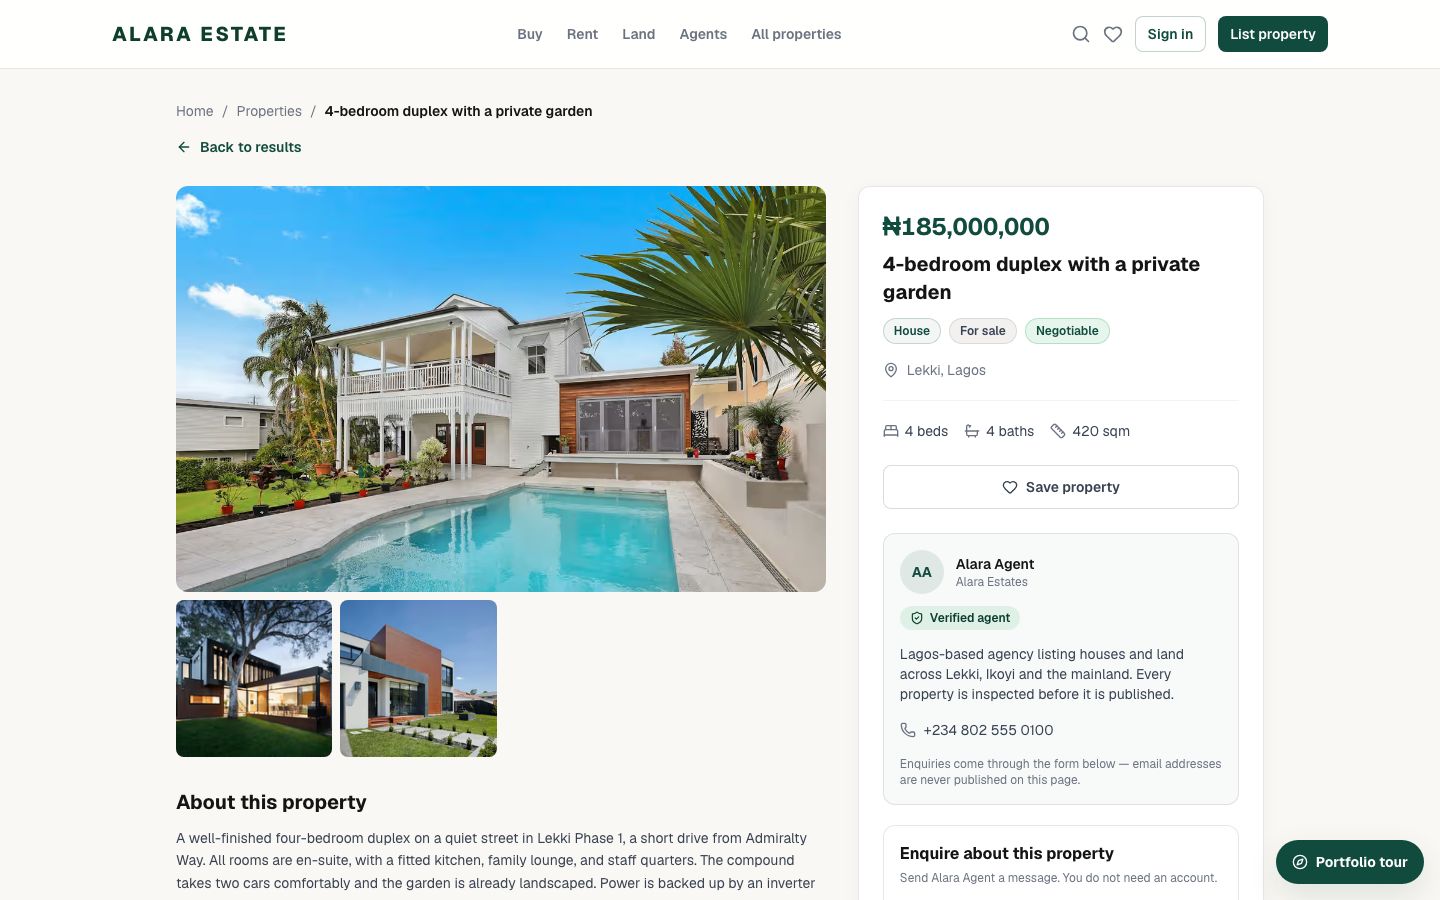 ALARA ESTATE
Buy Rent Land Agents All properties
Sign in
List property
Home / Properties / 4-bedroom duplex with a private garden
Back to results
₦185,000,000
4-bedroom duplex with a private
garden
House For sale Negotiable
Lekki, Lagos
4 beds 4 baths 420 sqm
Save property
AA
Alara Agent
Alara Estates
Verified agent
Lagos-based agency listing houses and land
across Lekki, Ikoyi and the mainland. Every
property is inspected before it is published.
+234 802 555 0100
Enquiries come through the form below — email addresses
are never published on this page.
About this property
A well-finished four-bedroom duplex on a quiet street in Lekki Phase 1, a short drive from Admiralty
Way. All rooms are en-suite, with a fitted kitchen, family lounge, and staff quarters. The compound
takes two cars comfortably and the garden is already landscaped. Power is backed up by an inverter
Enquire about this property
Send Alara Agent a message. You do not need an account.
Portfolio tour